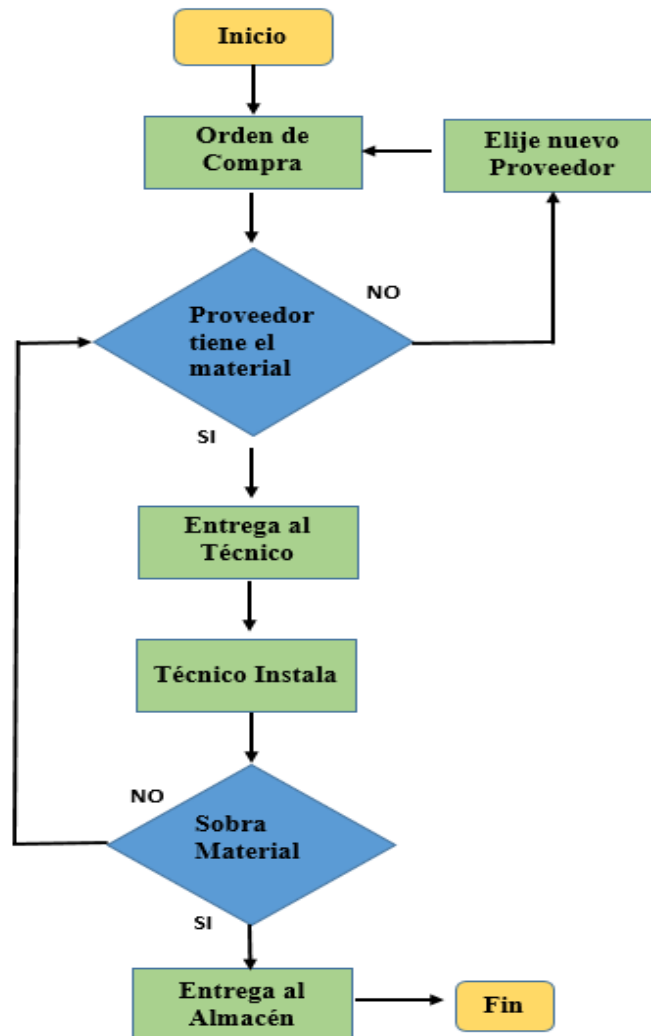 Inicio
Orden de
Compra
Elije nuevo
Proveedor
NO
Proveedor
tiene el
material
SI
Entrega al
Técnico
Técnico Instala
NO
Sobra
Material
SI
Entrega al
Almacén
Fin